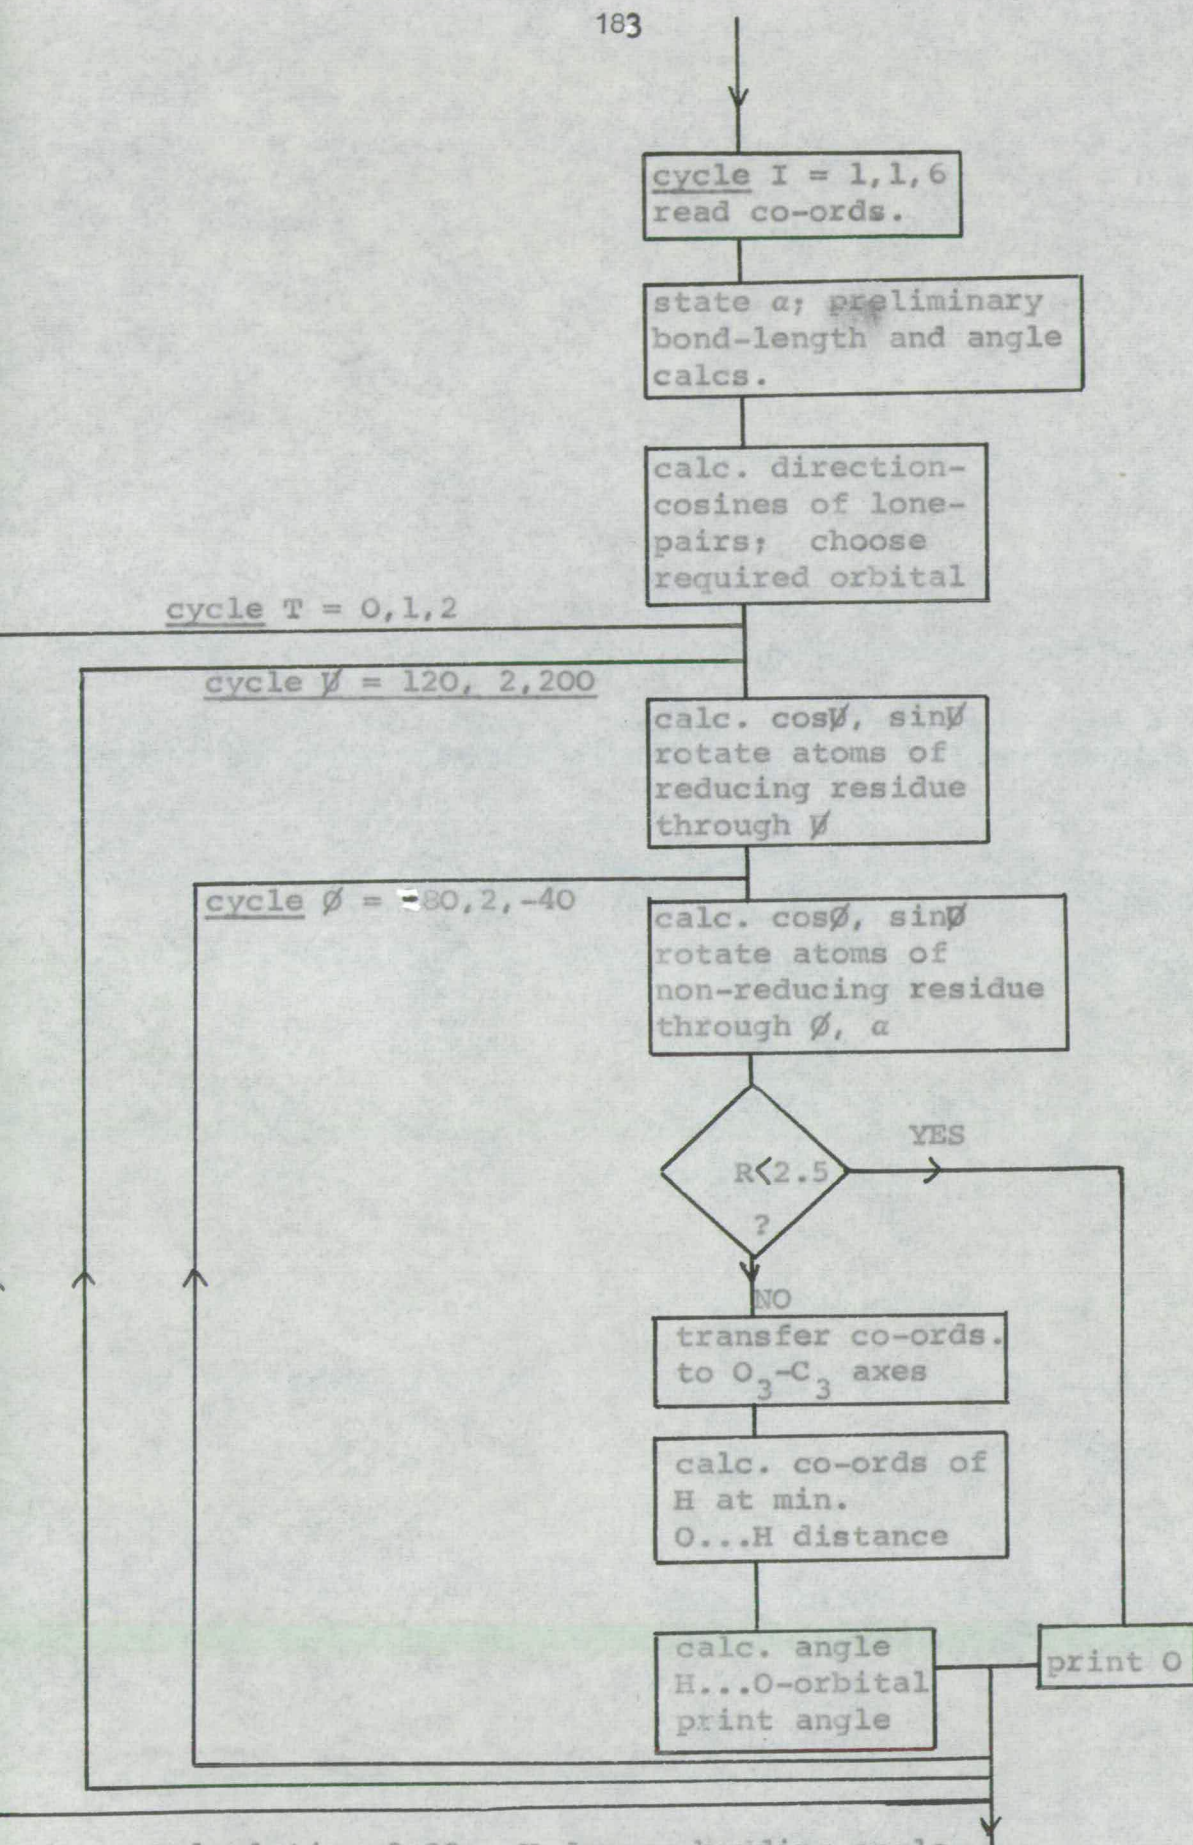 183
cycle I = 1,1,6
read co-ords.
state α; preliminary
bond-length and angle
calcs.
calc. direction-
cosines of lone-
pairs; choose
required orbital
cycle T = 0,1,2
cycle ψ = 120, 2,200
calc. cosψ, sinψ
rotate atoms of
reducing residue
through ψ
cycle Ø = -80,2,-40
calc. cosØ, sinØ
rotate atoms of
non-reducing residue
through Ø, α
YES
R<2.5
?
NO
transfer co-ords.
to O3-C3 axes
calc. co-ords of
H at min.
O...H distance
calc. angle
H...O-orbital
print angle
print O